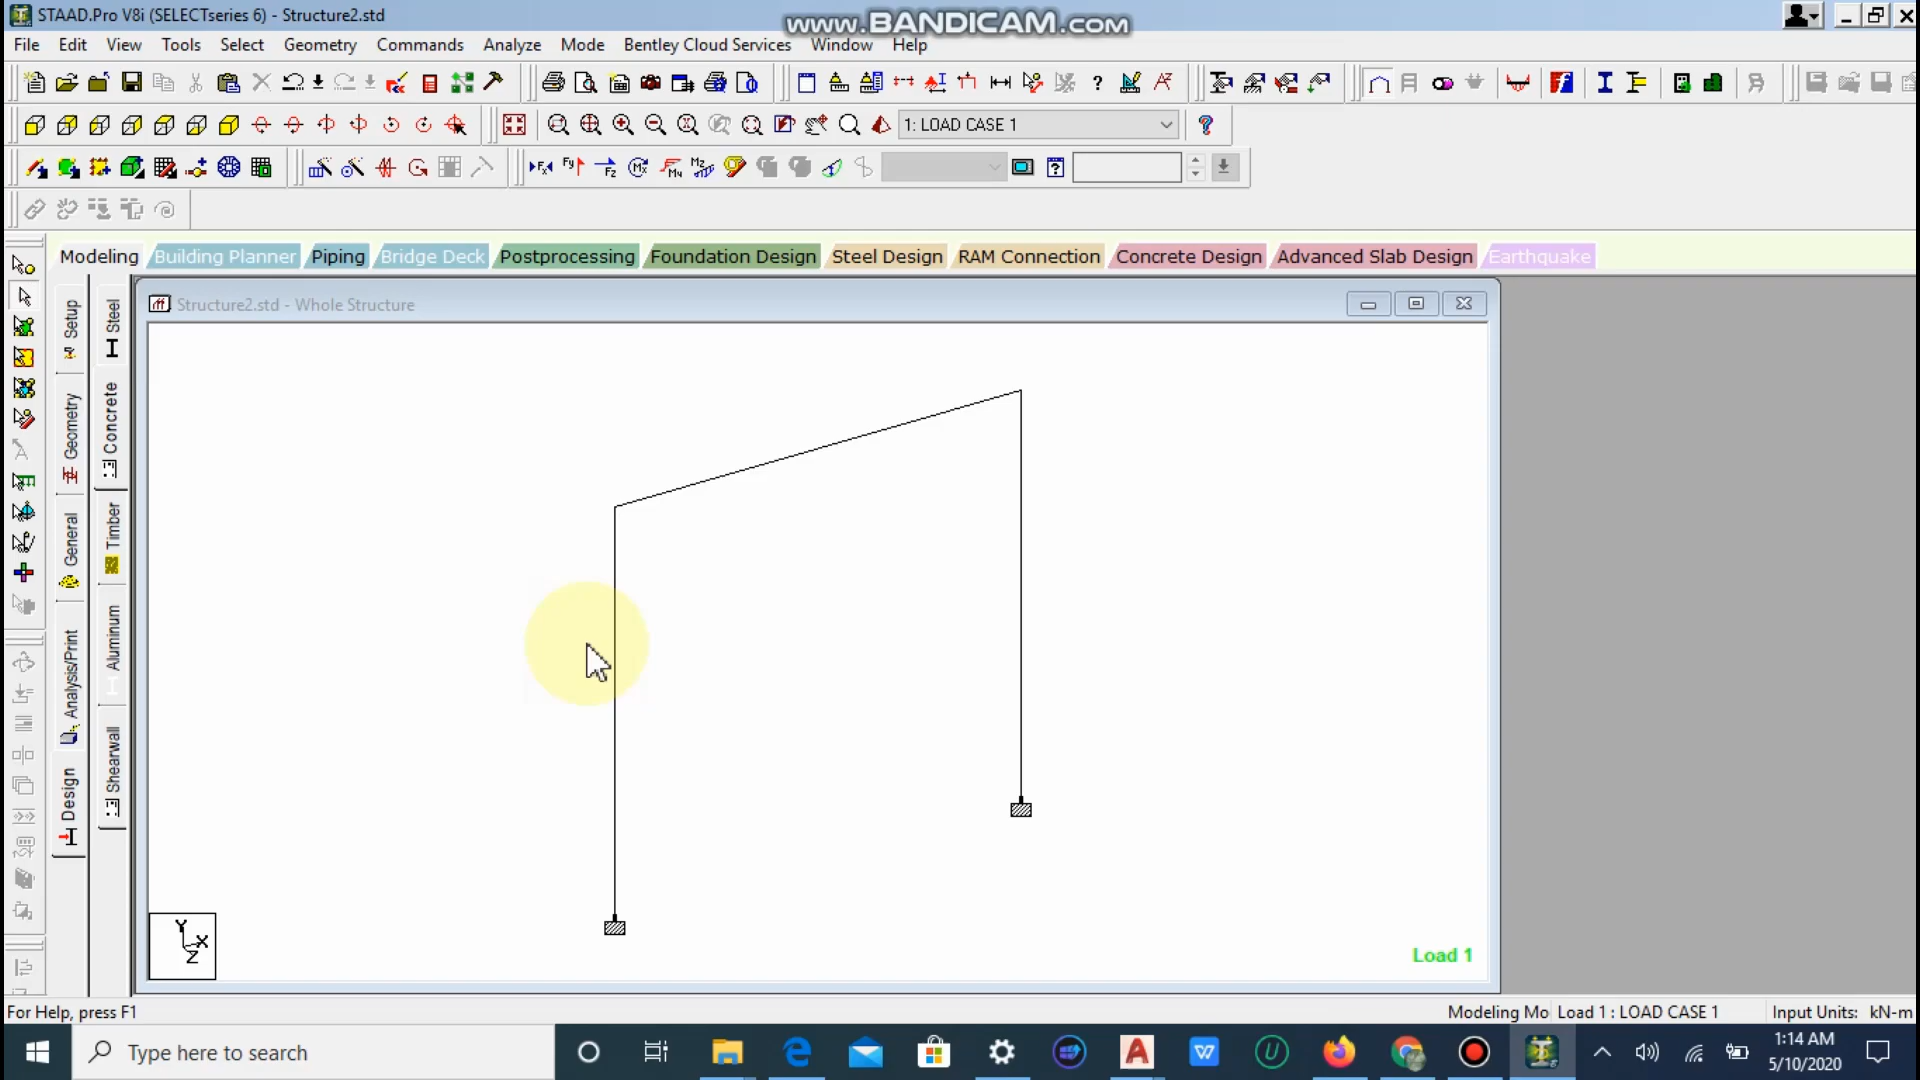 STAAD.Pro V8i (SELECTseries 6) - Structure2.std
www.BANDICAM.com
File Edit View Tools Select Geometry Commands Analyze Mode Bentley Cloud Services Window Help
1: LOAD CASE 1
Modeling Building Planner Piping Bridge Deck Postprocessing Foundation Design Steel Design RAM Connection Concrete Design Advanced Slab Design Earthquake
Setup
Geometry
General
Analysis/Print
Design
Steel
Concrete
Timber
Aluminum
Shearwall
Structure2.std - Whole Structure
Y
X
Z
Load 1
For Help, press F1
Modeling Mo
Load 1 : LOAD CASE 1
Input Units: kN-m
Type here to search
1:14 AM
5/10/2020